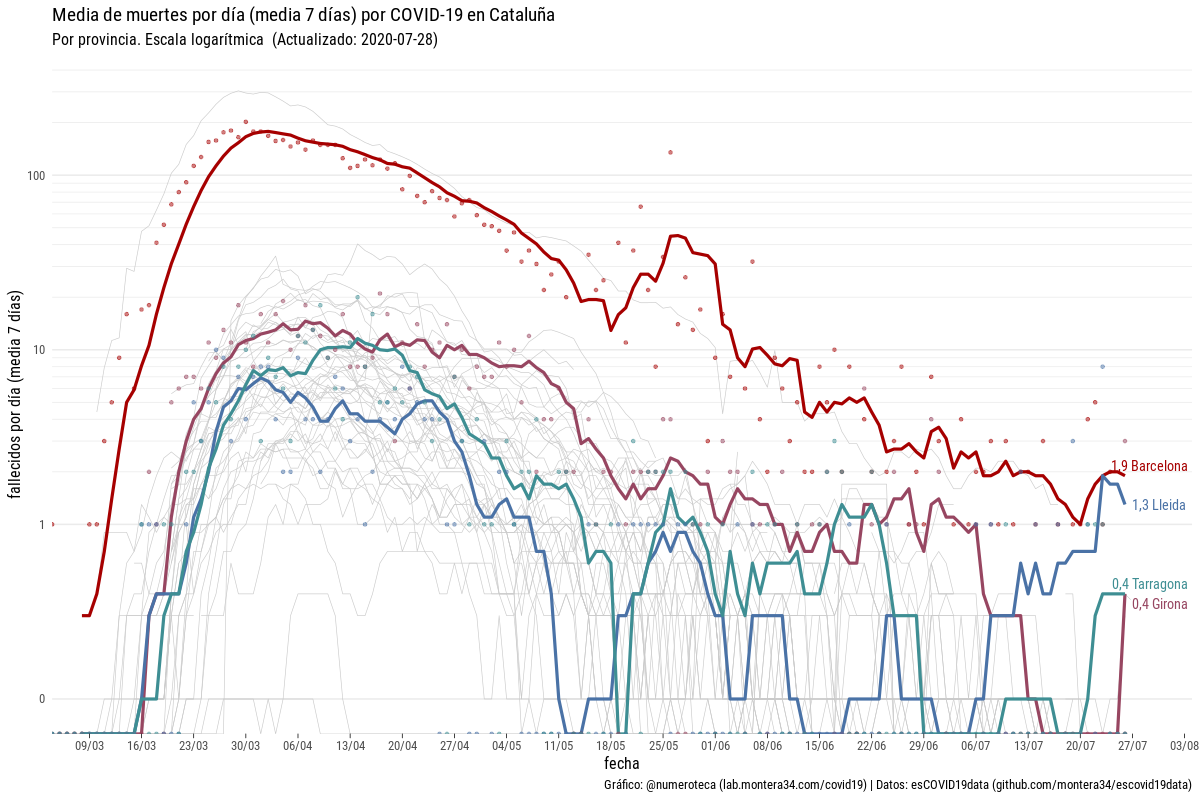 Media de muertes por día (media 7 días) por COVID-19 en Cataluña
Por provincia. Escala logarítmica (Actualizado: 2020-07-28)
fallecidos por día (media 7 días)
100
10
1
0
1,9 Barcelona
1,3 Lleida
0,4 Tarragona
0,4 Girona
09/03 16/03 23/03 30/03 06/04 13/04 20/04 27/04 04/05 11/05 18/05 25/05 01/06 08/06 15/06 22/06 29/06 06/07 13/07 20/07 27/07 03/08
fecha
Gráfico: @numeroteca (lab.montera34.com/covid19) | Datos: esCOVID19data (github.com/montera34/escovid19data)